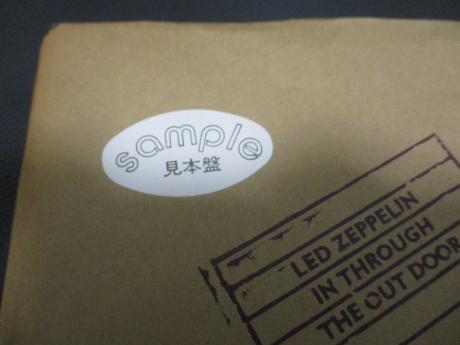 sample
見本盤
LED ZEPPELIN
IN THROUGH
THE OUT DOOR